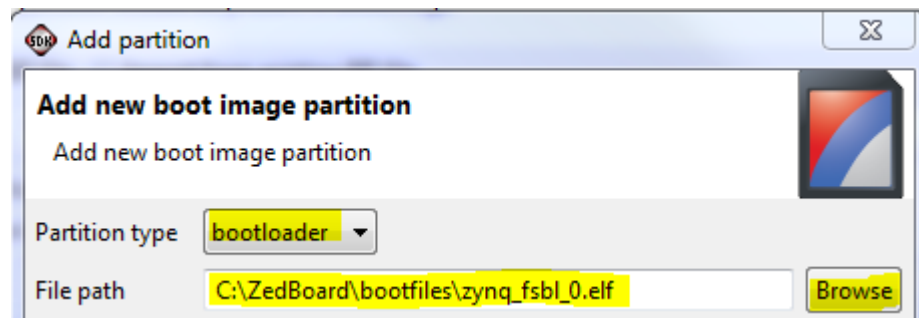 SDK Add partition
Add new boot image partition
Add new boot image partition
Partition type bootloader
File path C:\ZedBoard\bootfiles\zynq_fsbl_0.elf Browse